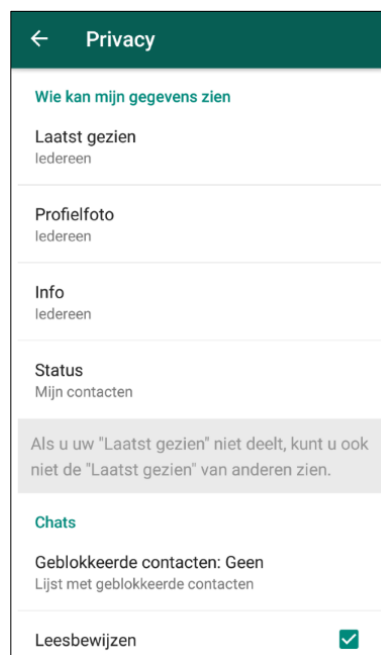 Privacy
Wie kan mijn gegevens zien
Laatst gezien
Iedereen
Profielfoto
Iedereen
Info
Iedereen
Status
Mijn contacten
Als u uw "Laatst gezien" niet deelt, kunt u ook
niet de "Laatst gezien" van anderen zien.
Chats
Geblokkeerde contacten: Geen
Lijst met geblokkeerde contacten
Leesbewijzen